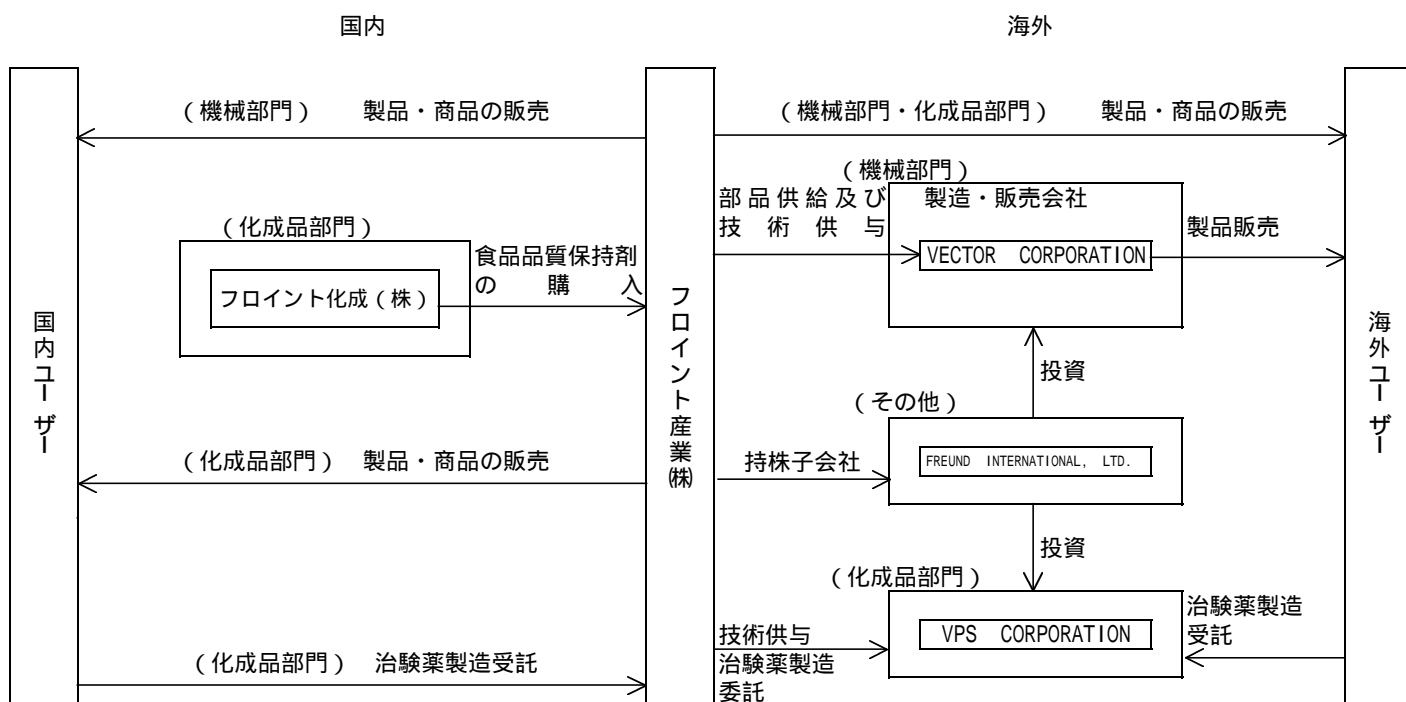 国内
海外
(機械部門) 製品・商品の販売
(機械部門・化成品部門) 製品・商品の販売
(機械部門)
部品供給及び
技術供与
製造・販売会社
VECTOR CORPORATION
製品販売
(化成品部門)
フロイント化成(株)
食品品質保持剤
の購入
国内ユーザー
フロイント産業㈱
海外ユーザー
投資
(その他)
(化成品部門) 製品・商品の販売
持株子会社
FREUND INTERNATIONAL, LTD.
投資
(化成品部門)
VPS CORPORATION
治験薬製造
受託
(化成品部門) 治験薬製造受託
技術供与
治験薬製造
委託